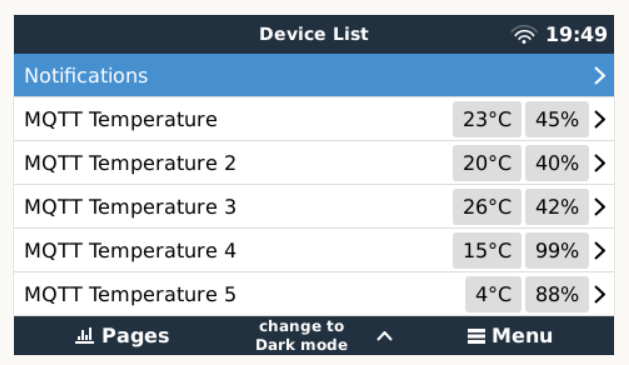 Device List 19:49
Notifications
MQTT Temperature 23°C 45%
MQTT Temperature 2 20°C 40%
MQTT Temperature 3 26°C 42%
MQTT Temperature 4 15°C 99%
MQTT Temperature 5 4°C 88%
Pages change to Dark mode Menu